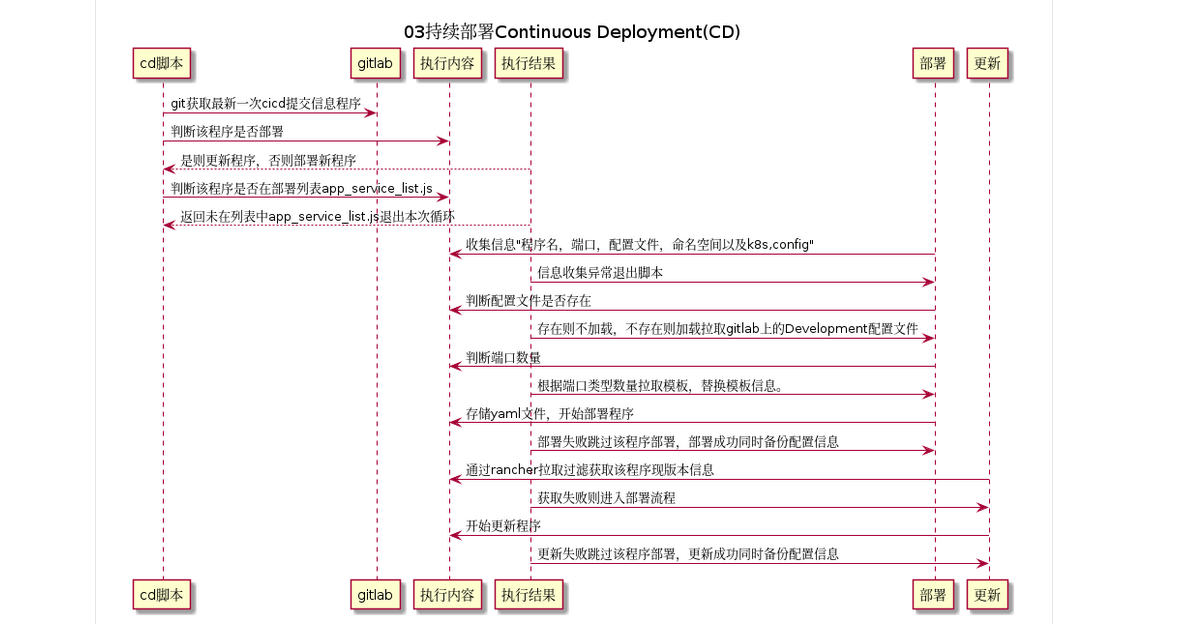 03持续部署Continuous Deployment(CD)
cd脚本 gitlab 执行内容 执行结果 部署 更新
git获取最新一次cicd提交信息程序
判断该程序是否部署
是则更新程序，否则部署新程序
判断该程序是否在部署列表app_service_list.js
返回未在列表中app_service_list.js退出本次循环
收集信息"程序名，端口，配置文件，命名空间以及k8s,config"
信息收集异常退出脚本
判断配置文件是否存在
存在则不加载，不存在则加载拉取gitlab上的Development配置文件
判断端口数量
根据端口类型数量拉取模板，替换模板信息。
存储yaml文件，开始部署程序
部署失败跳过该程序部署，部署成功同时备份配置信息
通过rancher拉取过滤获取该程序现版本信息
获取失败则进入部署流程
开始更新程序
更新失败跳过该程序部署，更新成功同时备份配置信息
cd脚本 gitlab 执行内容 执行结果 部署 更新